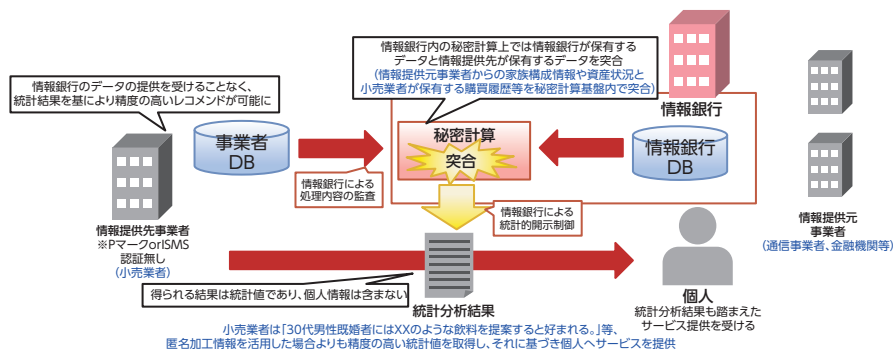 情報銀行内の秘密計算上では情報銀行が保有する
データと情報提供先が保有するデータを突合
(情報提供元事業者からの家族構成情報や資産状況と
小売業者が保有する購買履歴等を秘密計算基盤内で突合)
情報銀行のデータの提供を受けることなく、
統計結果を基により精度の高いレコメンドが可能に
情報銀行
事業者
DB
秘密計算
突合
情報銀行
DB
情報銀行による
処理内容の監査
情報銀行による
統計的開示制御
情報提供先事業者
※PマークorISMS
認証無し
(小売業者)
情報提供元
事業者
(通信事業者、金融機関等)
得られる結果は統計値であり、個人情報は含まない
統計分析結果
個人
統計分析結果も踏まえた
サービス提供を受ける
小売業者は「30代男性既婚者にはXXのような飲料を提案すると好まれる。」等、
匿名加工情報を活用した場合よりも精度の高い統計値を取得し、それに基づき個人へサービスを提供